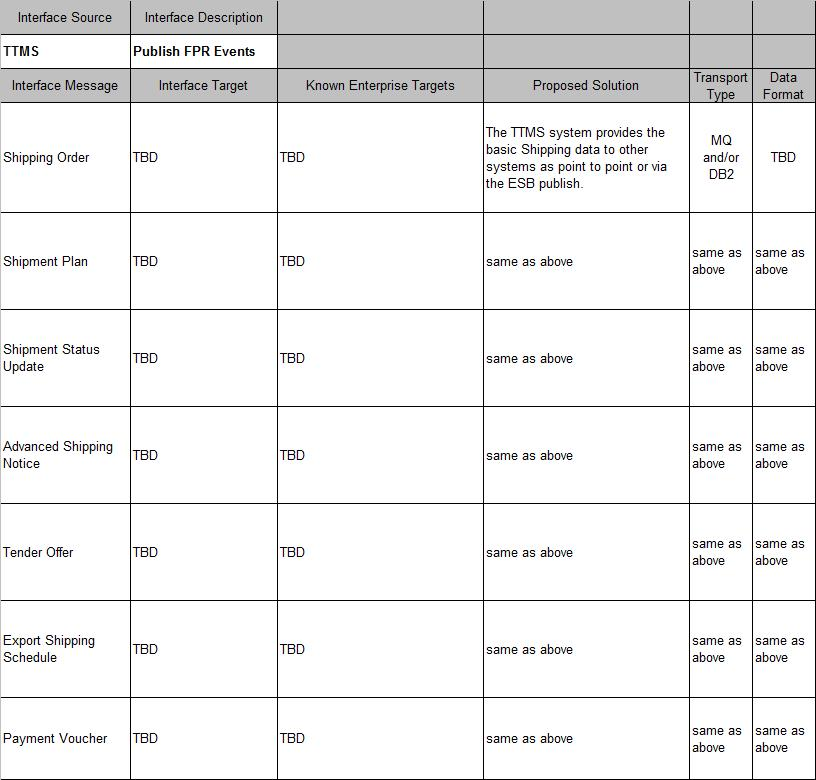 Interface Source
Interface Description
TTMS
Publish FPR Events
Interface Message
Interface Target
Known Enterprise Targets
Proposed Solution
Transport
Type
Data
Format
Shipping Order
TBD
TBD
The TTMS system provides the
basic Shipping data to other
systems as point to point or via
the ESB publish.
MQ
and/or
DB2
TBD
Shipment Plan
TBD
TBD
same as above
same as
above
same as
above
Shipment Status
Update
TBD
TBD
same as above
same as
above
same as
above
Advanced Shipping
Notice
TBD
TBD
same as above
same as
above
same as
above
Tender Offer
TBD
TBD
same as above
same as
above
same as
above
Export Shipping
Schedule
TBD
TBD
same as above
same as
above
same as
above
Payment Voucher
TBD
TBD
same as above
same as
above
same as
above